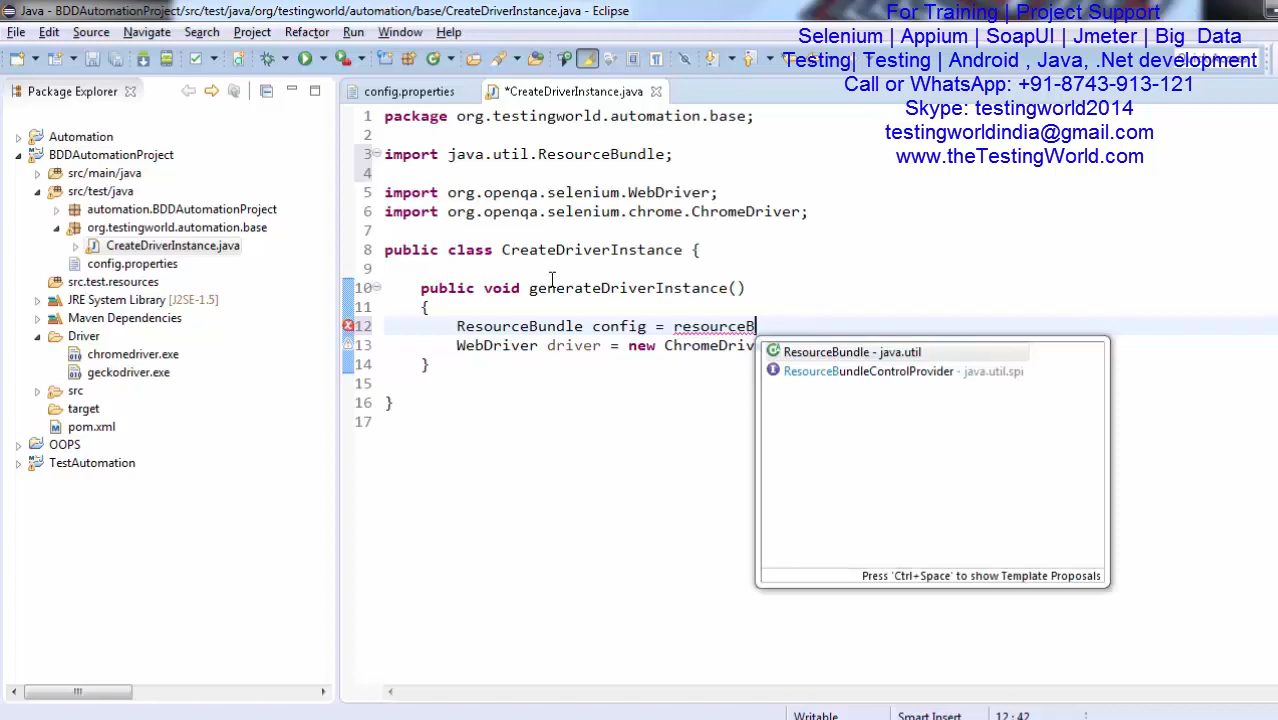 Java - BDDAutomationProject/src/test/java/org/testingworld/automation/base/CreateDriverInstance.java - Eclipse
For Training | Project Support
Selenium | Appium | SoapUI | Jmeter | Big Data
Testing| Testing | Android , Java, .Net development
Call or WhatsApp: +91-8743-913-121
Skype: testingworld2014
testingworldindia@gmail.com
www.theTestingWorld.com
File Edit Source Navigate Search Project Refactor Run Window Help
Package Explorer
Automation
BDDAutomationProject
src/main/java
src/test/java
automation.BDDAutomationProject
org.testingworld.automation.base
CreateDriverInstance.java
config.properties
src.test.resources
JRE System Library [J2SE-1.5]
Maven Dependencies
Driver
chromedriver.exe
geckodriver.exe
src
target
pom.xml
OOPS
TestAutomation
config.properties *CreateDriverInstance.java
1 package org.testingworld.automation.base;
2
3 import java.util.ResourceBundle;
4
5 import org.openqa.selenium.WebDriver;
6 import org.openqa.selenium.chrome.ChromeDriver;
7
8 public class CreateDriverInstance {
9
10 public void generateDriverInstance()
11 {
12 ResourceBundle config = resourceB
13 WebDriver driver = new ChromeDriv
14 }
15
16 }
17
ResourceBundle - java.util
ResourceBundleControlProvider - java.util.spi
Press 'Ctrl+Space' to show Template Proposals
Writable Smart Insert 12:42